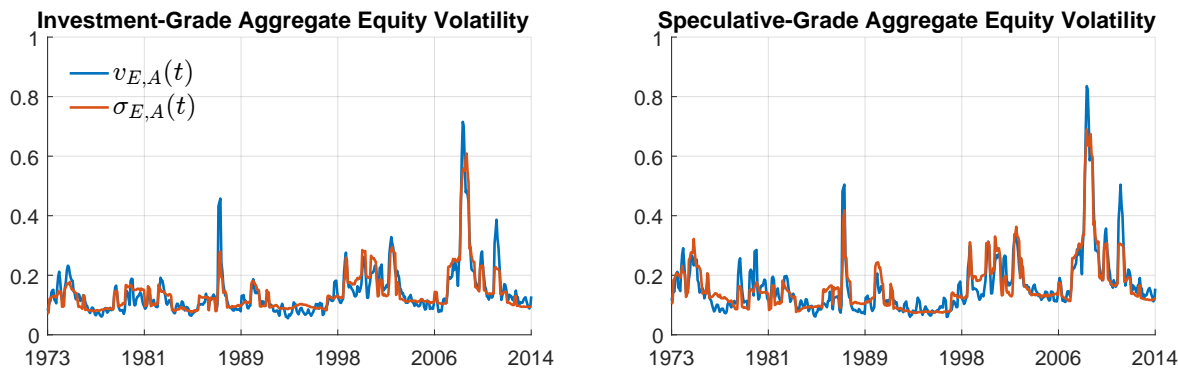 Investment-Grade Aggregate Equity Volatility
1
0.8
0.6
0.4
0.2
0
1973 1981 1989 1998 2006 2014
v_{E,A}(t)
σ_{E,A}(t)
Speculative-Grade Aggregate Equity Volatility
1
0.8
0.6
0.4
0.2
0
1973 1981 1989 1998 2006 2014